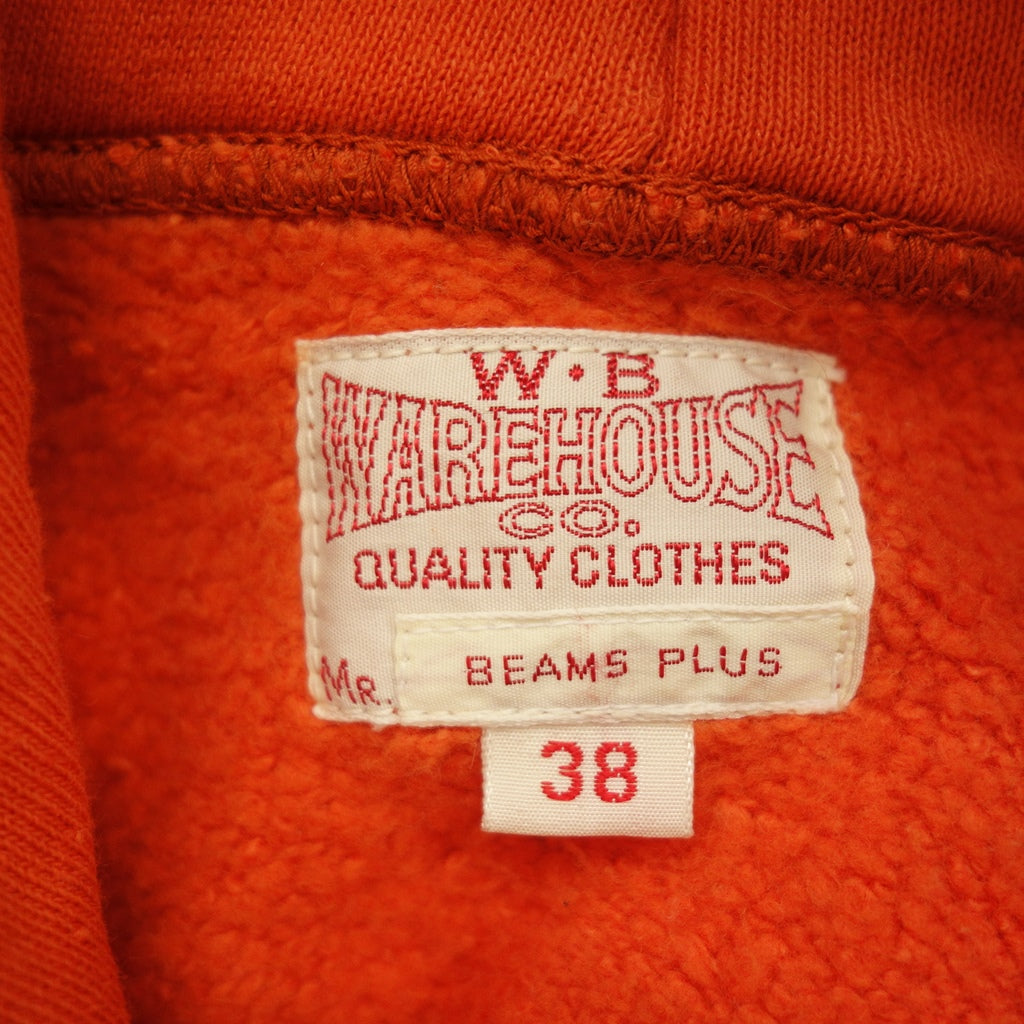 W·B
WAREHOUSE
CO.
QUALITY CLOTHES
MR. BEAMS PLUS
38